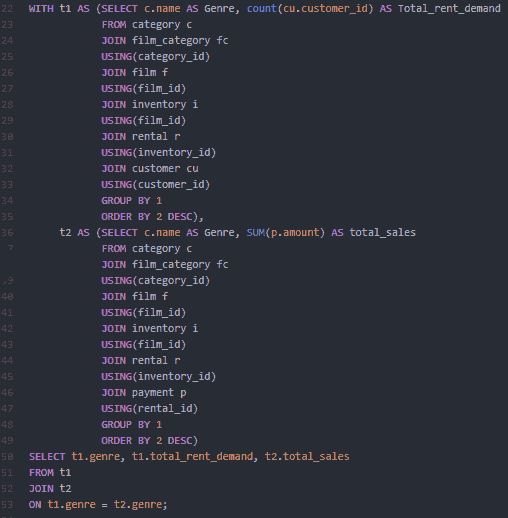 22 WITH t1 AS (SELECT c.name AS Genre, count(cu.customer_id) AS Total_rent_demand
23 FROM category c
24 JOIN film_category fc
25 USING(category_id)
26 JOIN film f
27 USING(film_id)
28 JOIN inventory i
29 USING(film_id)
30 JOIN rental r
31 USING(inventory_id)
32 JOIN customer cu
33 USING(customer_id)
34 GROUP BY 1
35 ORDER BY 2 DESC),
36 t2 AS (SELECT c.name AS Genre, SUM(p.amount) AS total_sales
7 FROM category c
JOIN film_category fc
9 USING(category_id)
40 JOIN film f
41 USING(film_id)
42 JOIN inventory i
43 USING(film_id)
44 JOIN rental r
45 USING(inventory_id)
46 JOIN payment p
47 USING(rental_id)
48 GROUP BY 1
49 ORDER BY 2 DESC)
50 SELECT t1.genre, t1.total_rent_demand, t2.total_sales
51 FROM t1
52 JOIN t2
53 ON t1.genre = t2.genre;